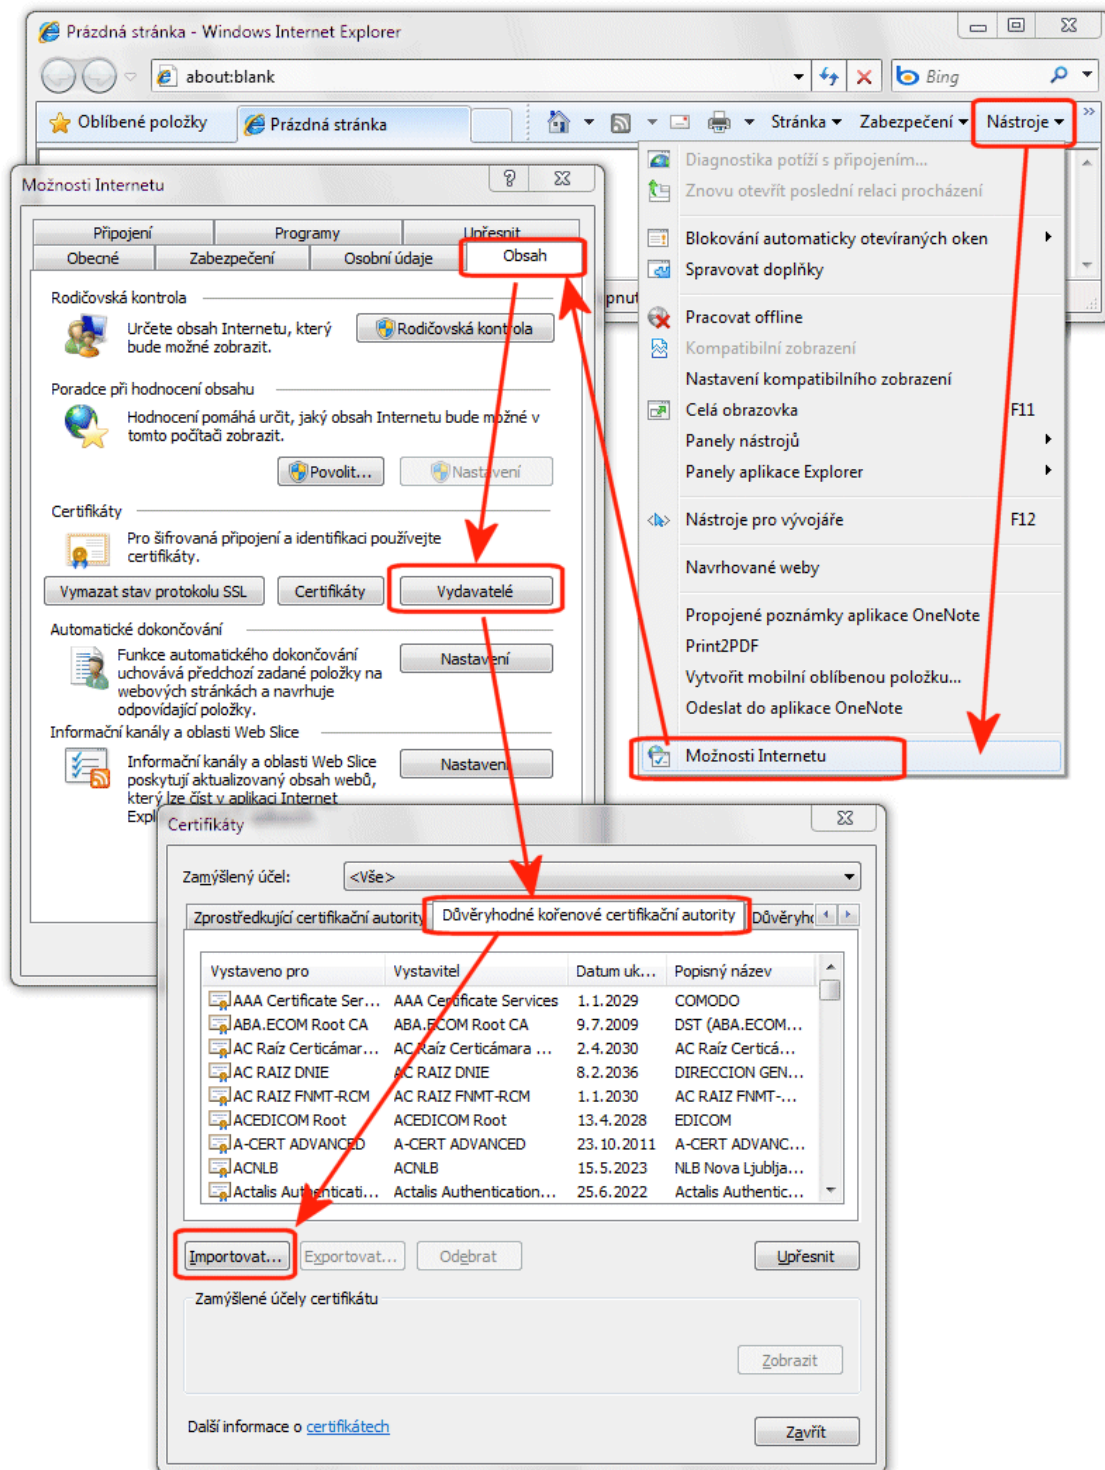 Prázdná stránka - Windows Internet Explorer
about:blank
Bing
Oblíbené položky
Prázdná stránka
Stránka
Zabezpečení
Nástroje
»
Diagnostika potíží s připojením...
Znovu otevřít poslední relaci procházení
Blokování automaticky otevíraných oken
Spravovat doplňky
Pracovat offline
Kompatibilní zobrazení
Nastavení kompatibilního zobrazení
Celá obrazovka F11
Panely nástrojů
Panely aplikace Explorer
Nástroje pro vývojáře F12
Navrhované weby
Propojené poznámky aplikace OneNote
Print2PDF
Vytvořit mobilní oblíbenou položku...
Odeslat do aplikace OneNote
Možnosti Internetu
Možnosti Internetu
Připojení Programy Upřesnit
Obecné Zabezpečení Osobní údaje Obsah
Rodičovská kontrola
Určete obsah Internetu, který
bude možné zobrazit.
Rodičovská kontrola
Poradce při hodnocení obsahu
Hodnocení pomáhá určit, jaký obsah Internetu bude možné v
tomto počítači zobrazit.
Povolit... Nastavení
Certifikáty
Pro šifrovaná připojení a identifikaci používejte
certifikáty.
Vymazat stav protokolu SSL Certifikáty Vydavatelé
Automatické dokončování
Funkce automatického dokončování
uchovává předchozí zadané položky na
webových stránkách a navrhuje
odpovídající položky.
Nastavení
Informační kanály a oblasti Web Slice
Informační kanály a oblasti Web Slice
poskytují aktualizovaný obsah webů,
který lze číst v aplikaci Internet
Expl
Nastavení
pnut
Certifikáty
Zamýšlený účel: <Vše>
Zprostředkující certifikační autority Důvěryhodné kořenové certifikační autority Důvěryho
Vystaveno pro Vystavitel Datum uk... Popisný název
AAA Certificate Ser... AAA Certificate Services 1.1.2029 COMODO
ABA.ECOM Root CA ABA.ECOM Root CA 9.7.2009 DST (ABA.ECOM...
AC Raíz Certicámar... AC Raíz Certicámara ... 2.4.2030 AC Raíz Certicá...
AC RAIZ DNIE AC RAIZ DNIE 8.2.2036 DIRECCION GEN...
AC RAIZ FNMT-RCM AC RAIZ FNMT-RCM 1.1.2030 AC RAIZ FNMT-...
ACEDICOM Root ACEDICOM Root 13.4.2028 EDICOM
A-CERT ADVANCED A-CERT ADVANCED 23.10.2011 A-CERT ADVANC...
ACNLB ACNLB 15.5.2023 NLB Nova Ljublja...
Actalis Authenticati... Actalis Authentication... 25.6.2022 Actalis Authentic...
Importovat... Exportovat... Odebrat Upřesnit
Zamýšlené účely certifikátu
Zobrazit
Další informace o certifikátech
Zavřít